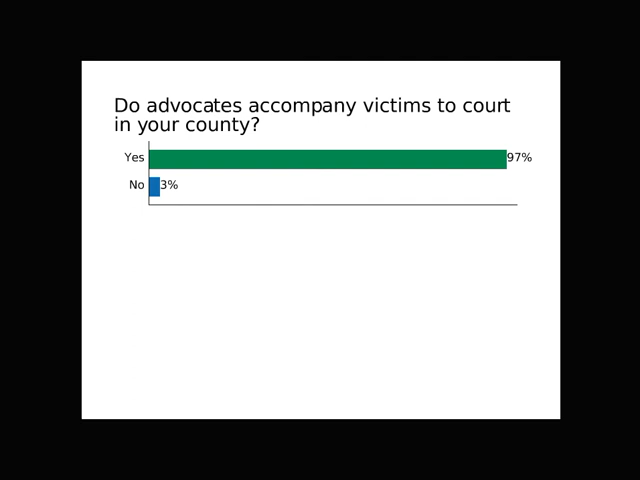 Do advocates accompany victims to court
in your county?
Yes 97%
No 3%